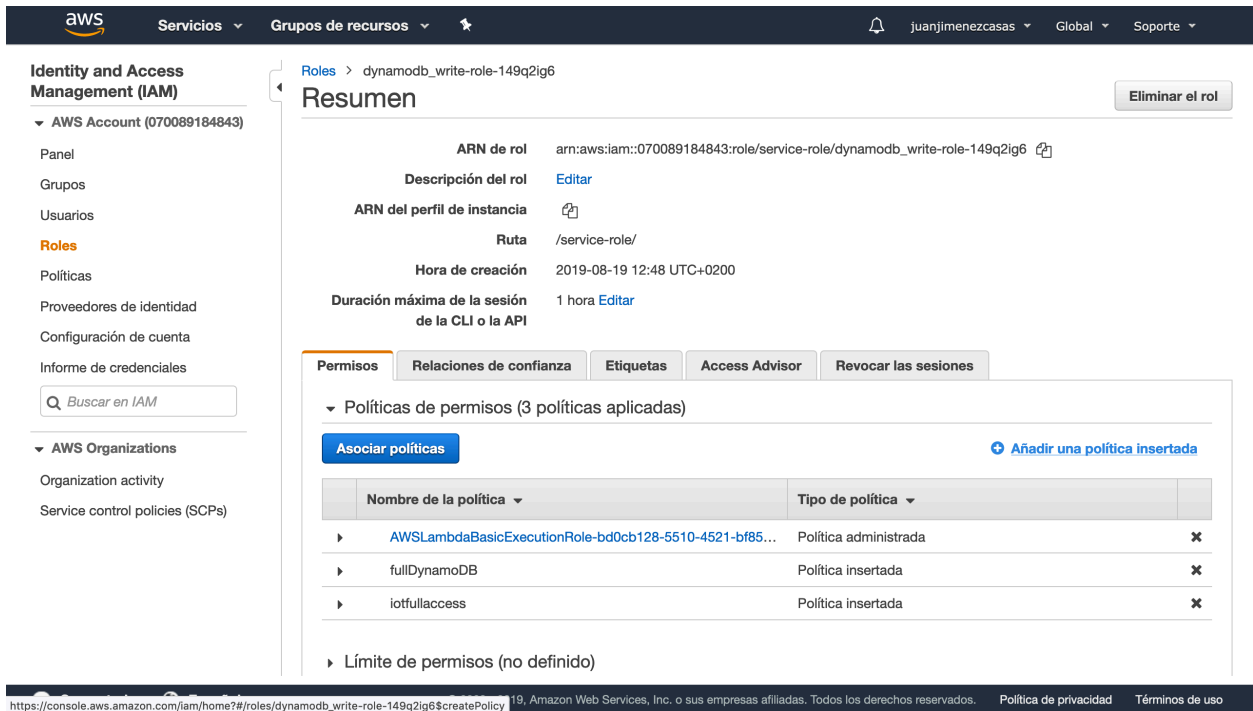 aws Servicios Grupos de recursos juanjimenezcasas Global Soporte
Identity and Access
Management (IAM)
AWS Account (070089184843)
Panel
Grupos
Usuarios
Roles
Políticas
Proveedores de identidad
Configuración de cuenta
Informe de credenciales
Buscar en IAM
AWS Organizations
Organization activity
Service control policies (SCPs)
Roles > dynamodb_write-role-149q2ig6
Resumen
Eliminar el rol
ARN de rol arn:aws:iam::070089184843:role/service-role/dynamodb_write-role-149q2ig6
Descripción del rol Editar
ARN del perfil de instancia
Ruta /service-role/
Hora de creación 2019-08-19 12:48 UTC+0200
Duración máxima de la sesión 1 hora Editar
de la CLI o la API
Permisos Relaciones de confianza Etiquetas Access Advisor Revocar las sesiones
Políticas de permisos (3 políticas aplicadas)
Asociar políticas Añadir una política insertada
Nombre de la política Tipo de política
AWSLambdaBasicExecutionRole-bd0cb128-5510-4521-bf85... Política administrada
fullDynamoDB Política insertada
iotfullaccess Política insertada
Límite de permisos (no definido)
19, Amazon Web Services, Inc. o sus empresas afiliadas. Todos los derechos reservados. Política de privacidad Términos de uso
https://console.aws.amazon.com/iam/home?#/roles/dynamodb_write-role-149q2ig6$createPolicy